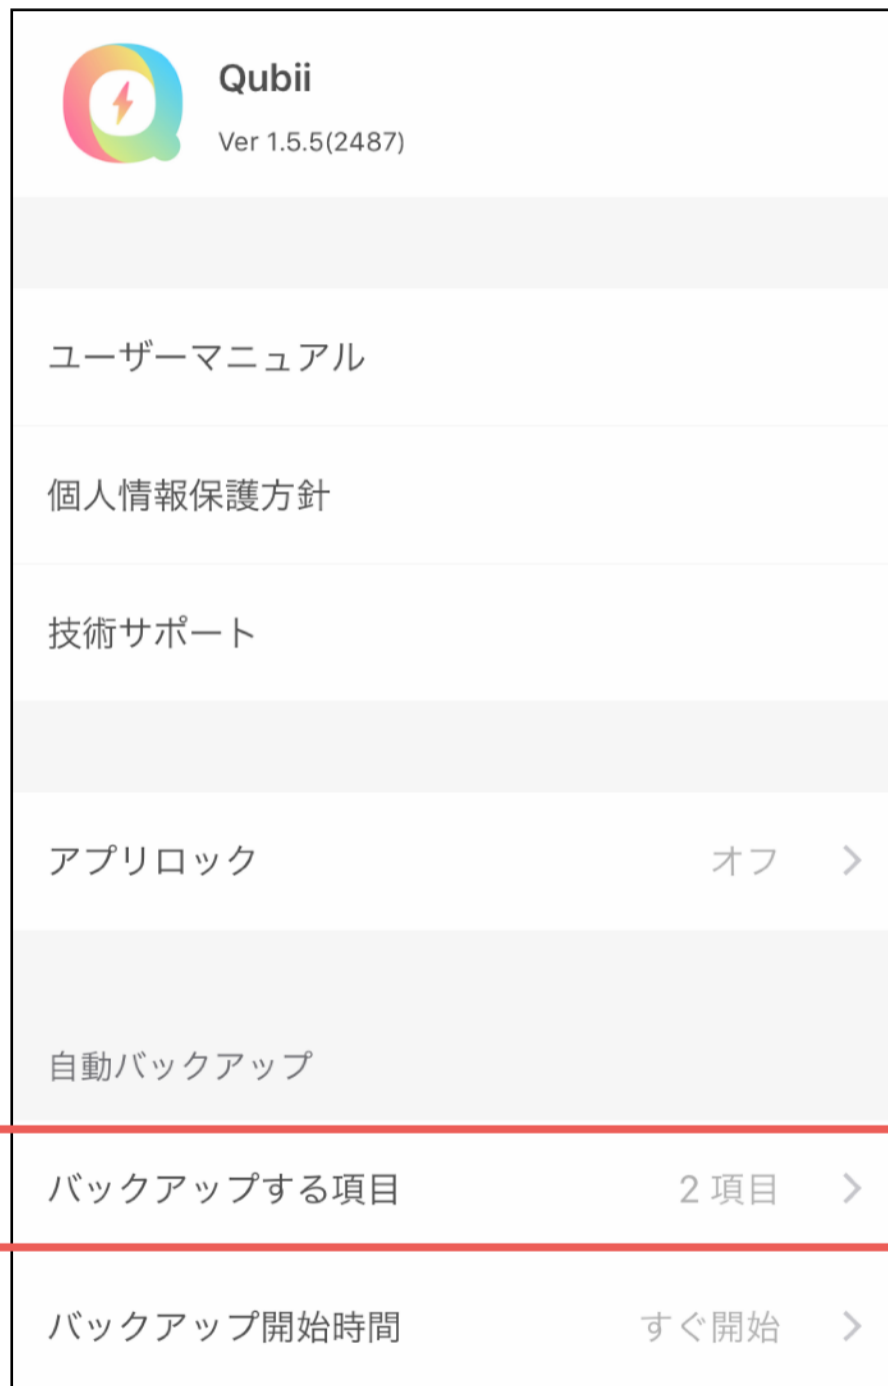 Qubii
Ver 1.5.5(2487)
ユーザーマニュアル
個人情報保護方針
技術サポート
アプリロック オフ
自動バックアップ
バックアップする項目 2 項目
バックアップ開始時間 すぐ開始